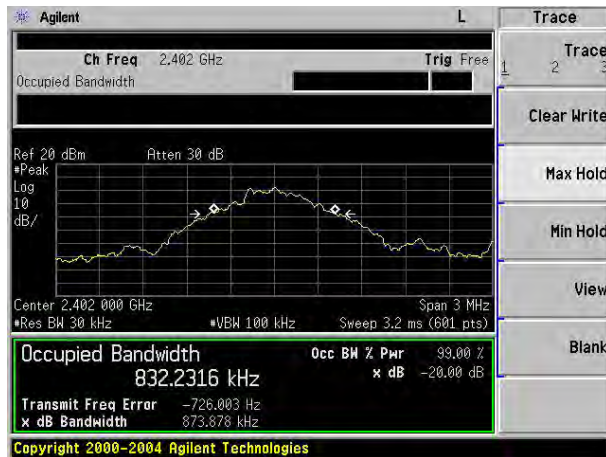 Agilent L Trace
Ch Freq 2.402 GHz Trig Free
Occupied Bandwidth
Trace
1 2 3
Clear Write
Max Hold
Min Hold
View
Blank
Ref 20 dBm Atten 30 dB
#Peak
Log
10
dB/
Center 2.402 000 GHz Span 3 MHz
#Res BW 30 kHz #VBW 100 kHz Sweep 3.2 ms (601 pts)
Occupied Bandwidth Occ BW % Pwr 99.00 %
832.2316 kHz x dB -20.00 dB
Transmit Freq Error -726.003 Hz
x dB Bandwidth 873.878 kHz
Copyright 2000-2004 Agilent Technologies